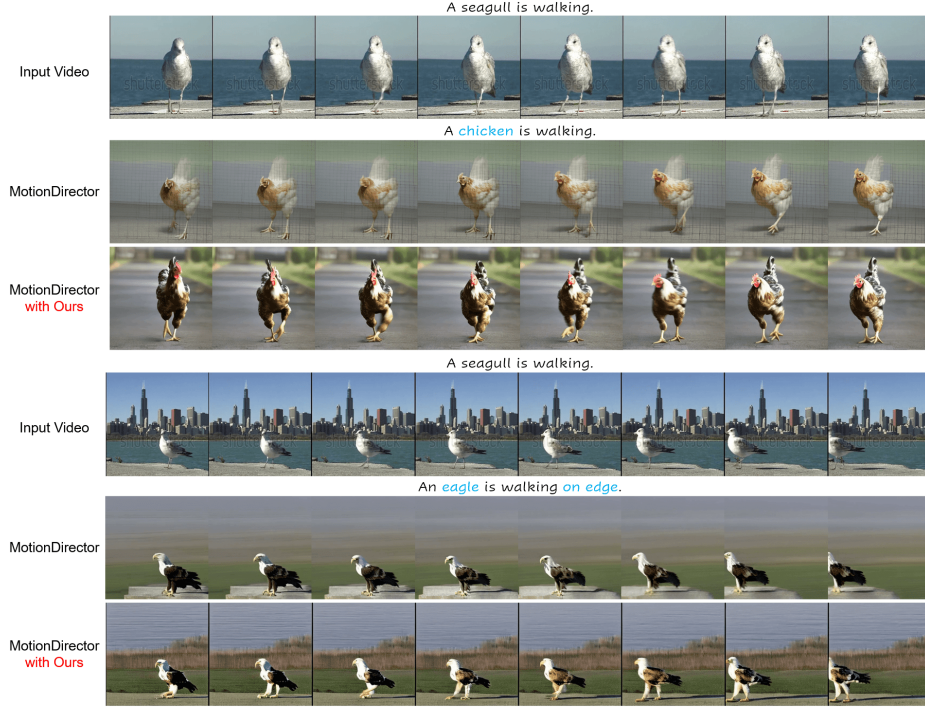 A seagull is walking.
Input Video
shutterstock
A chicken is walking.
MotionDirector
MotionDirector
with Ours
A seagull is walking.
Input Video
An eagle is walking on edge.
MotionDirector
MotionDirector
with Ours